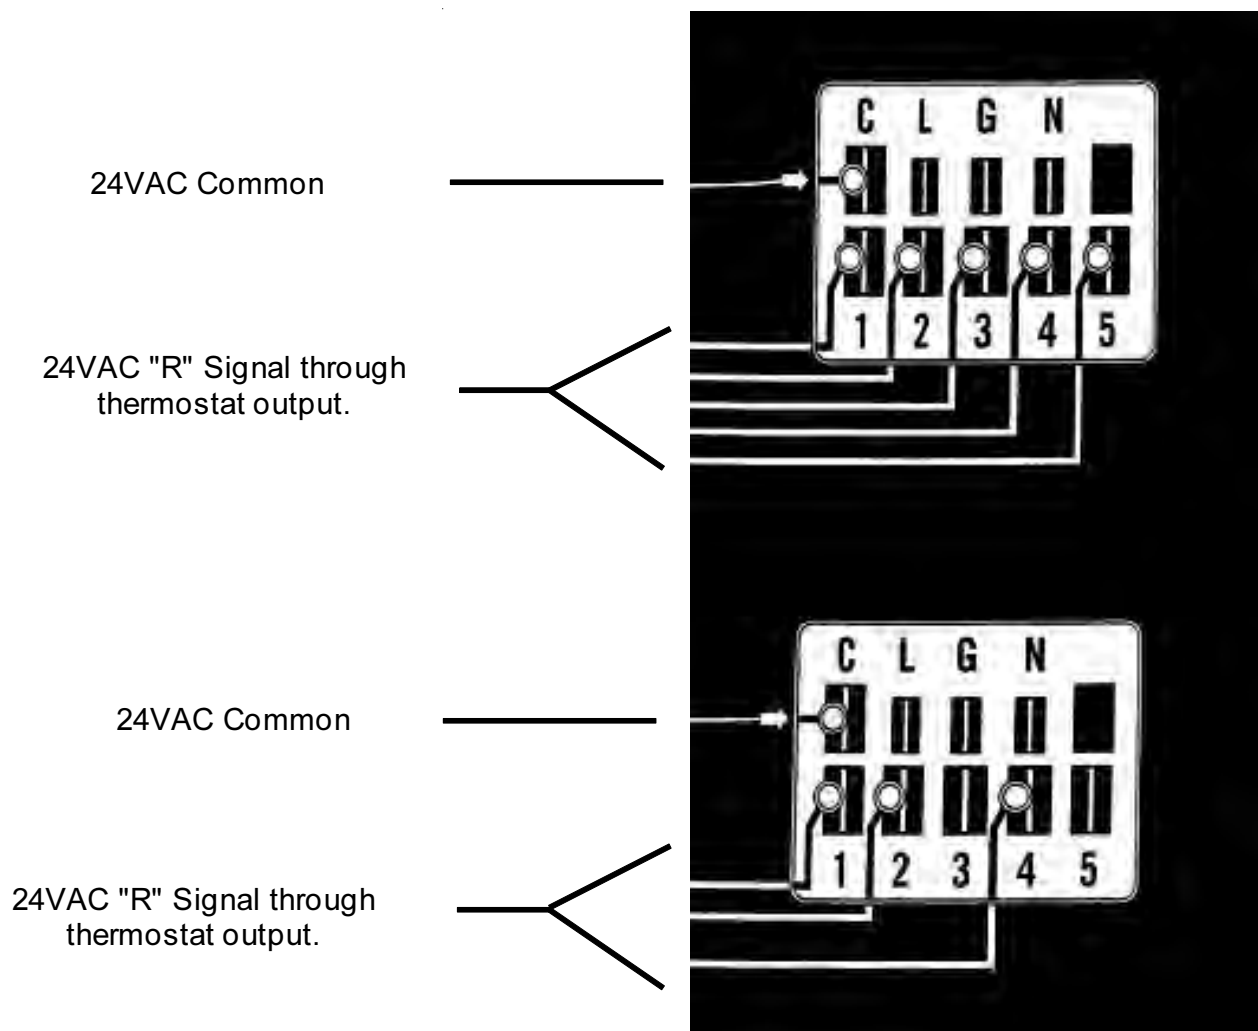 C L G N
24VAC Common
1 2 3 4 5
24VAC "R" Signal through
thermostat output.
C L G N
24VAC Common
1 2 3 4 5
24VAC "R" Signal through
thermostat output.